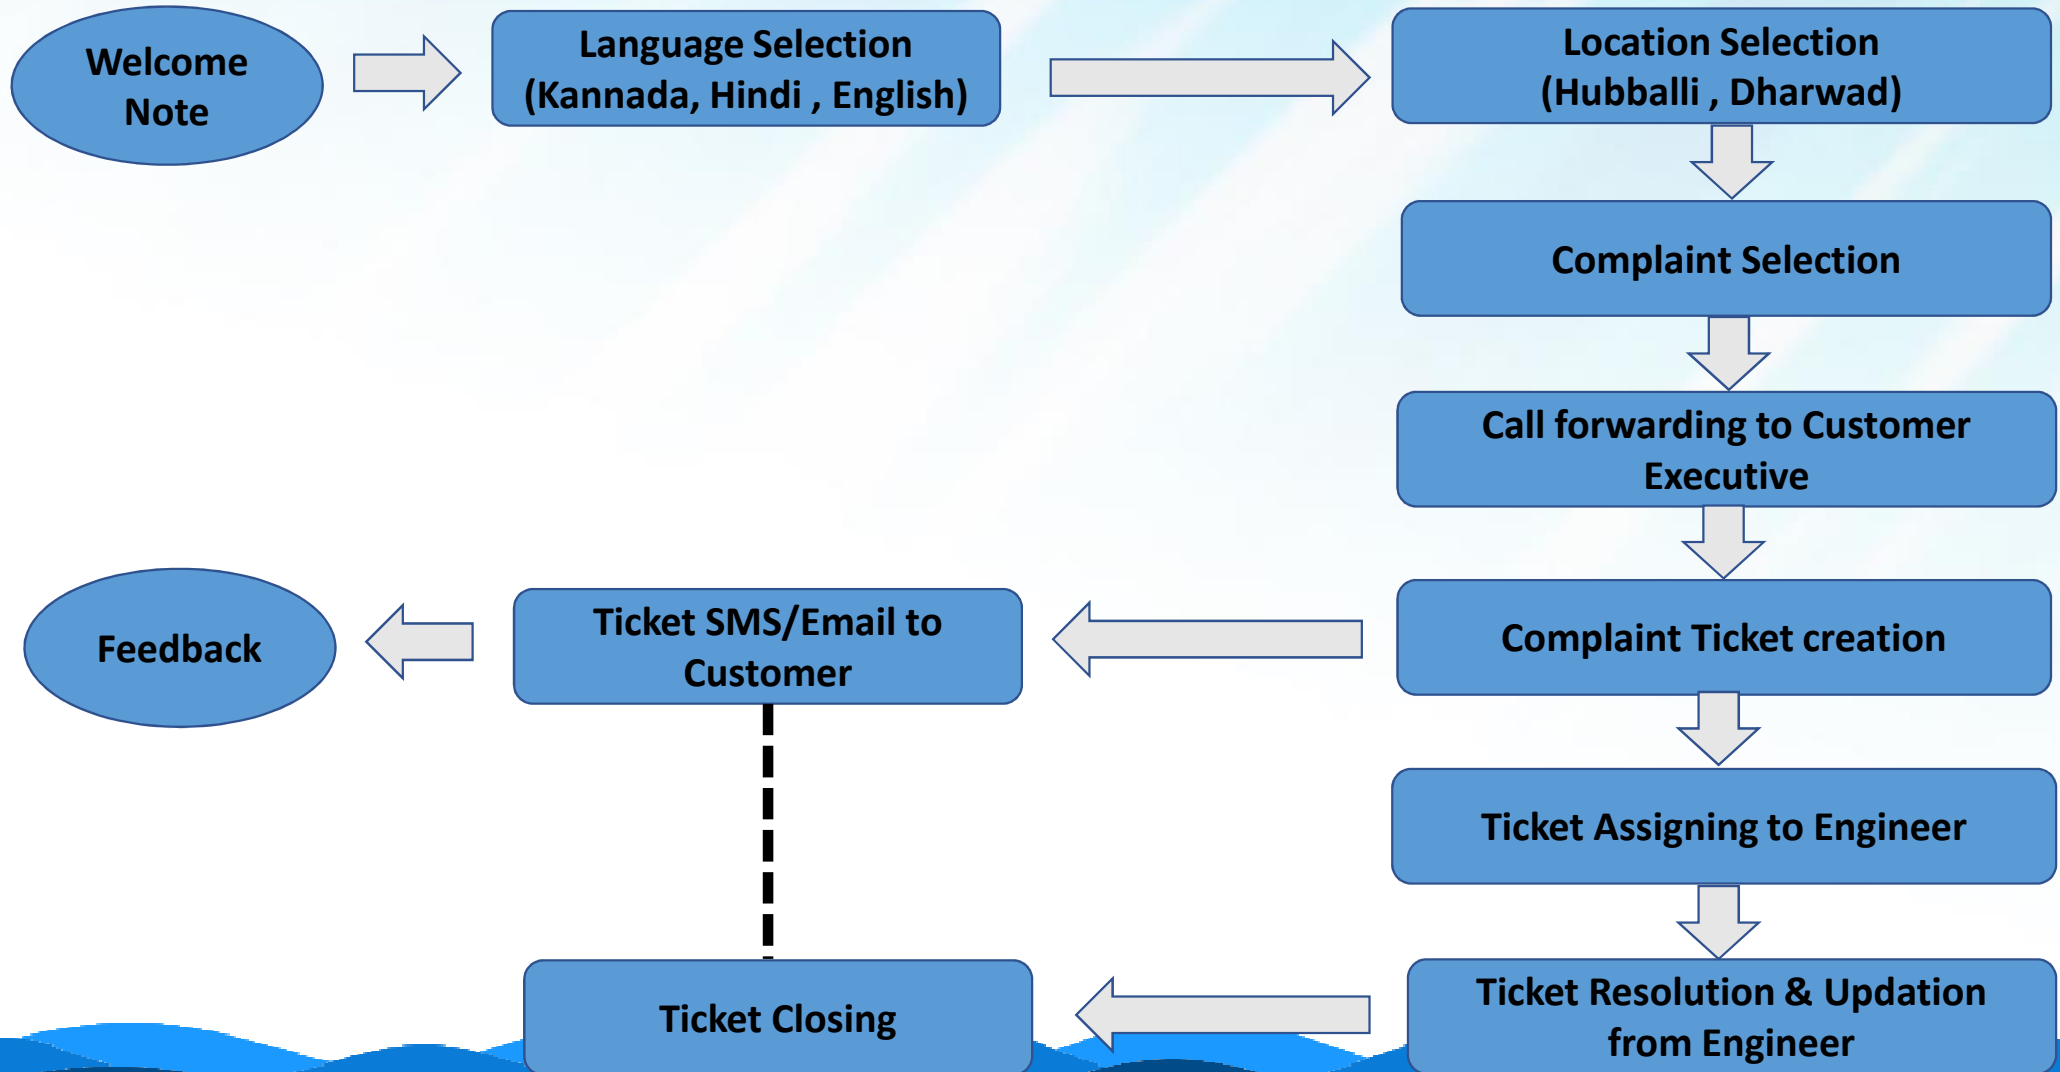 Welcome
Note
Language Selection
(Kannada, Hindi , English)
Location Selection
(Hubballi , Dharwad)
Complaint Selection
Call forwarding to Customer
Executive
Complaint Ticket creation
Ticket SMS/Email to
Customer
Feedback
Ticket Assigning to Engineer
Ticket Resolution & Updation
from Engineer
Ticket Closing